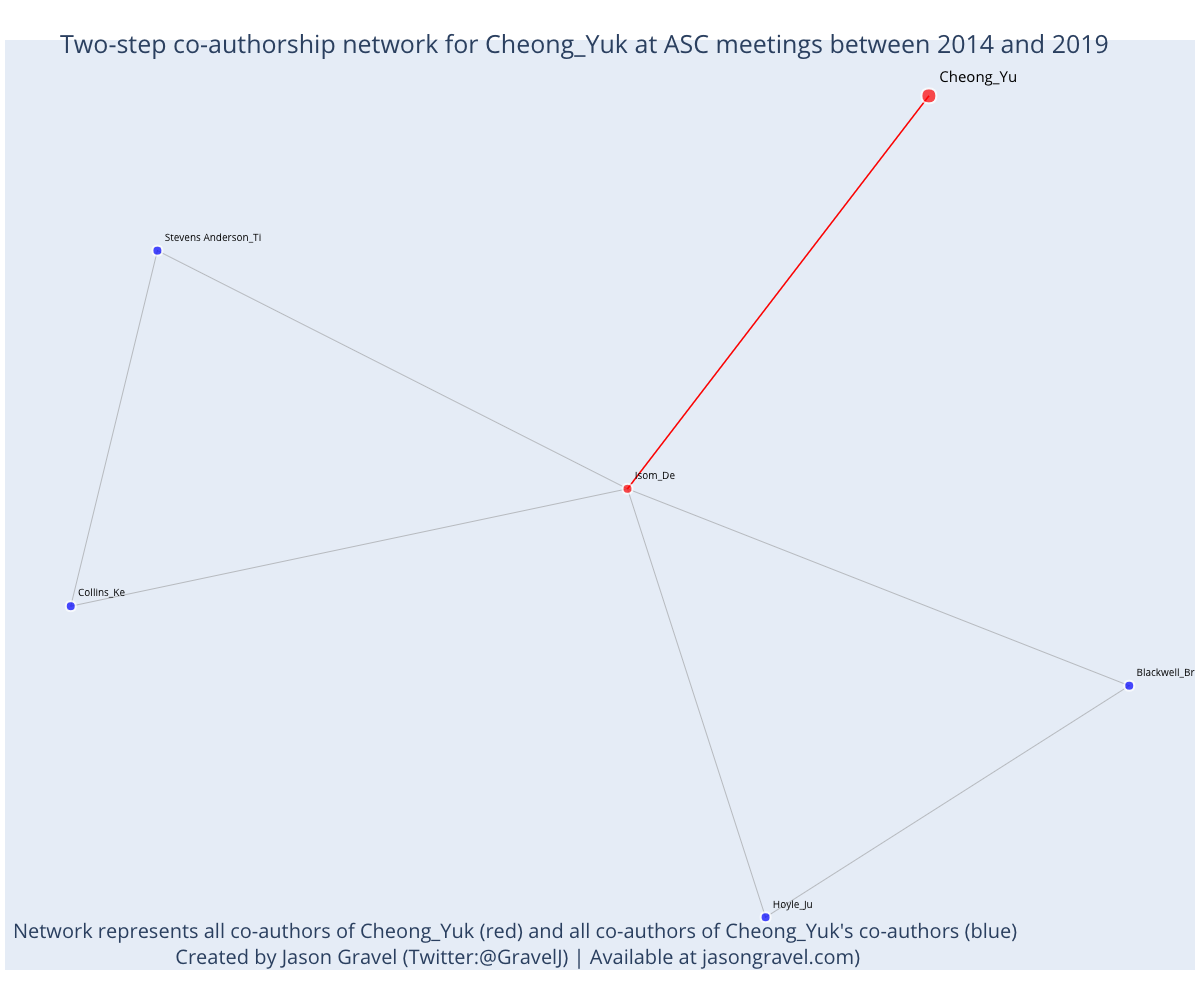 Two-step co-authorship network for Cheong_Yuk at ASC meetings between 2014 and 2019
Cheong_Yu
Stevens Anderson_Ti
Isom_De
Collins_Ke
Blackwell_Br
Hoyle_Ju
Network represents all co-authors of Cheong_Yuk (red) and all co-authors of Cheong_Yuk's co-authors (blue)
Created by Jason Gravel (Twitter:@GravelJ) | Available at jasongravel.com)